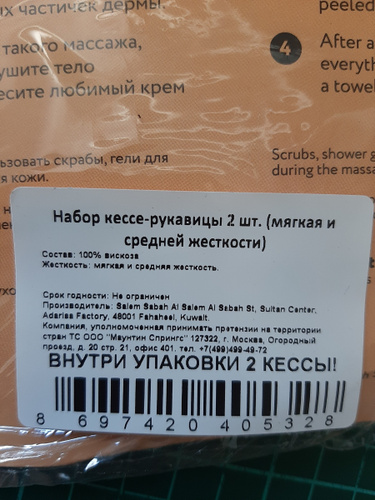 ых частичек дермы.
peeled
такого массажа,
ушите тело
есите любимый крем
4
After a
everyth
a towel
ьзовать скрабы, гели для
я кожи.
Scrubs, shower g
during the massa
Набор кессе-рукавицы 2 шт. (мягкая и
средней жесткости)
Состав: 100% вискоза
Жесткость: мягкая и средняя жесткость.
Срок годности: Не ограничен
Производитель: Salem Sabah Al Salem Al Sabah St, Sultan Center,
Adailea Factory, 48001 Fahaheel, Kuwait.
Компания, уполномоченная принимать претензии на территории
стран ТС ООО "Маунтин Спрингс" 127322, г. Москва, Огородный
проезд, д. 20 стр. 21, офис 401, тел. +7(499)499-49-72
ВНУТРИ УПАКОВКИ 2 КЕССЫ!
8 697420 405328